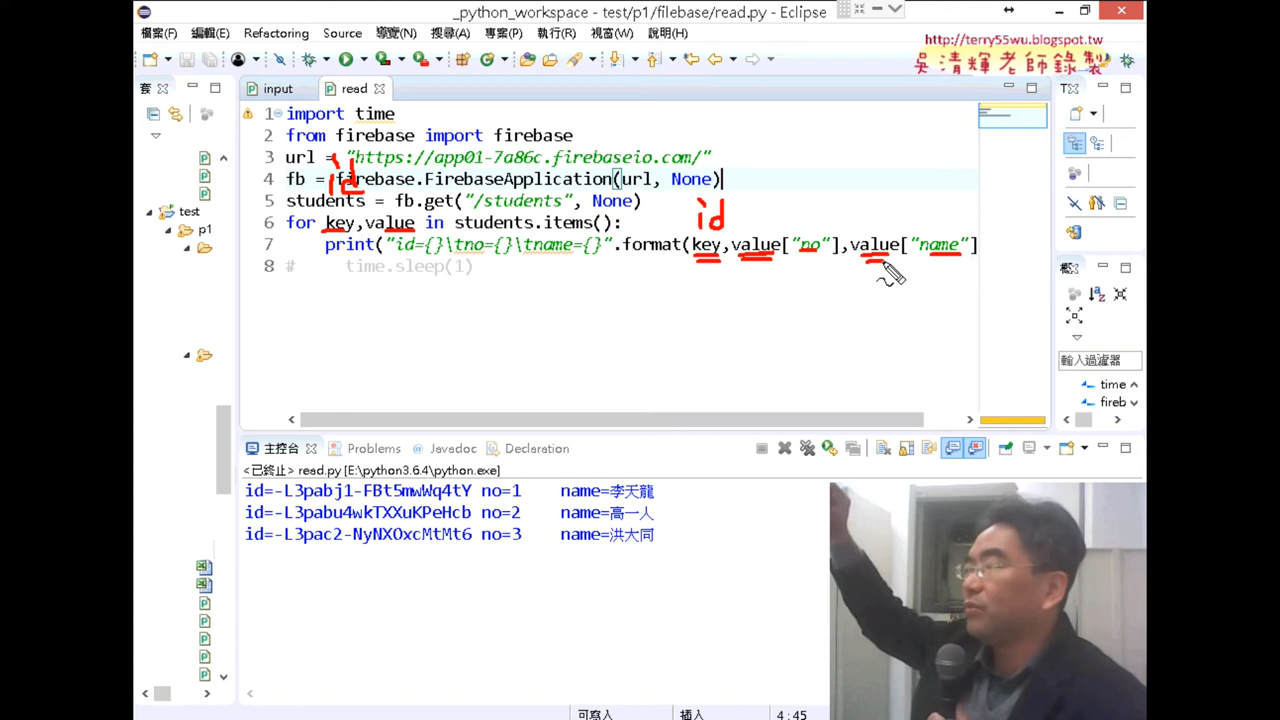 _python_workspace - test/p1/filebase/read.py - Eclipse
檔案(F) 編輯(E) Refactoring Source 導覽(N) 搜尋(A) 專案(P) 執行(R) 視窗(W) 說明(H)
http://terry55wu.blogspot.tw
吳清輝老師錄製
套
input
read
1 import time
2 from firebase import firebase
3 url = "https://app01-7a86c.firebaseio.com/"
id
4 fb = firebase.FirebaseApplication(url, None)
id
5 students = fb.get("/students", None)
id
6 for key,value in students.items():
7 print("id={}\tno={}\tname={}".format(key,value["no"],value["name"]
8 # time.sleep(1)
test
p1
T
概
輸入過濾器
time
fireb
主控台 Problems Javadoc Declaration
<已終止> read.py [E:\python3.6.4\python.exe]
id=-L3pabj1-FBt5mwWq4tY no=1 name=李天龍
id=-L3pabu4wkTXXuKPeHcb no=2 name=高一人
id=-L3pac2-NyNXOxcMtMt6 no=3 name=洪大同
可寫入 插入 4:45